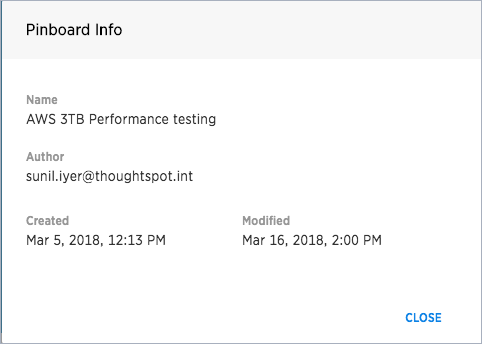 Pinboard Info
Name
AWS 3TB Performance testing
Author
sunil.iyer@thoughtspot.int
Created Modified
Mar 5, 2018, 12:13 PM Mar 16, 2018, 2:00 PM
CLOSE